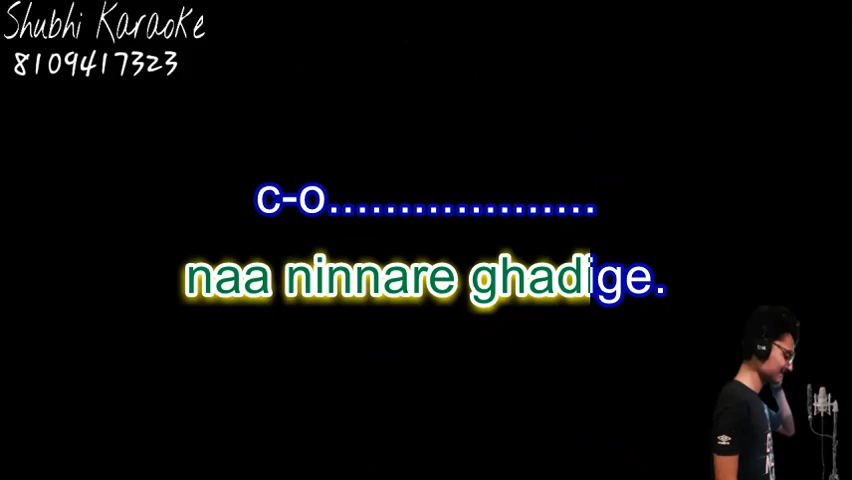 Shubhi Karaoke
8109417323
c-o...................
naa ninnare ghadige.